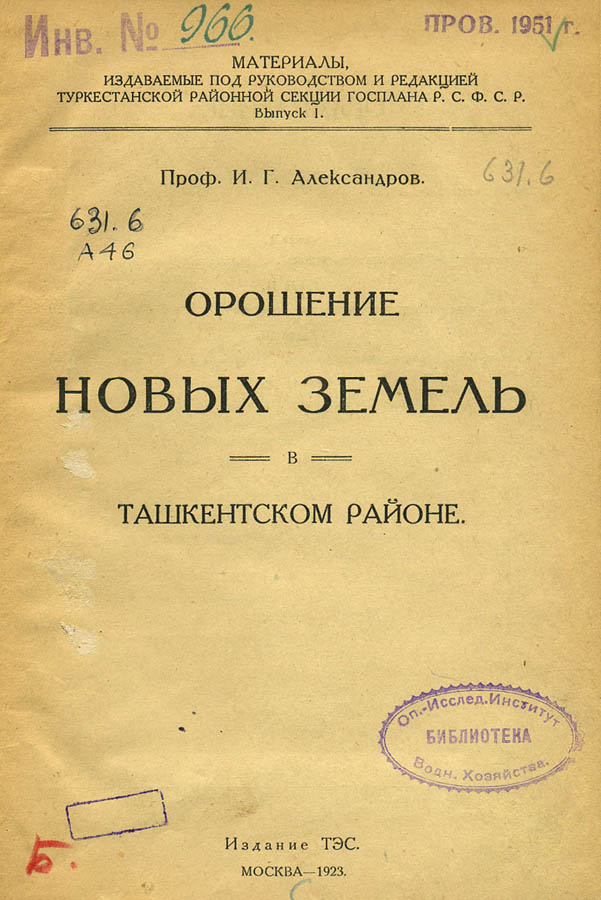 Инв. № 966.
ПРОВ. 1951 г.
МАТЕРИАЛЫ,
ИЗДАВАЕМЫЕ ПОД РУКОВОДСТВОМ И РЕДАКЦИЕЙ
ТУРКЕСТАНСКОЙ РАЙОННОЙ СЕКЦИИ ГОСПЛАНА Р. С. Ф. С. Р.
Выпуск I.
Проф. И. Г. Александров.
631.6
631.6
А46
ОРОШЕНИЕ
НОВЫХ ЗЕМЕЛЬ
В
ТАШКЕНТСКОМ РАЙОНЕ.
Оп.-Исслед. Институт
БИБЛИОТЕКА
Водн. Хозяйства.
Б.
Издание ТЭС.
МОСКВА—1923.